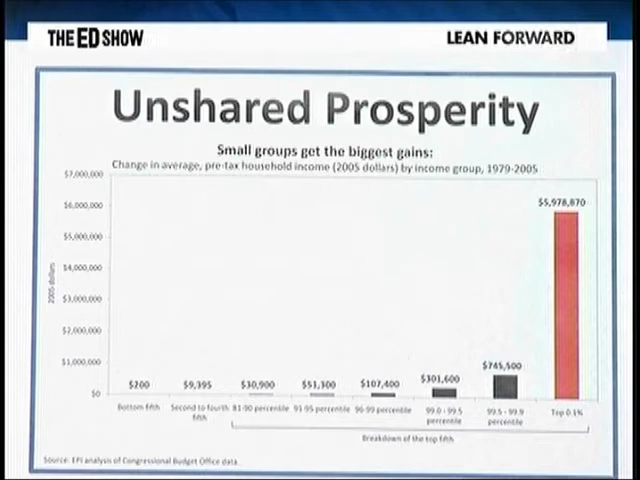 THE ED SHOW
LEAN FORWARD
Unshared Prosperity
Small groups get the biggest gains:
Change in average, pre-tax household income (2005 dollars) by income group, 1979-2005
$7,000,000
$6,000,000
$5,000,000
$4,000,000
$3,000,000
$2,000,000
$1,000,000
$0
2005 dollars
$200
$9,395
$30,900
$51,300
$107,400
$301,600
$745,500
$5,978,870
Bottom fifth
Second to fourth fifth
81-90 percentile
91-95 percentile
96-99 percentile
99.0 - 99.5 percentile
99.5 - 99.9 percentile
Top 0.1%
Breakdown of the top fifth
Source: EPI analysis of Congressional Budget Office data.